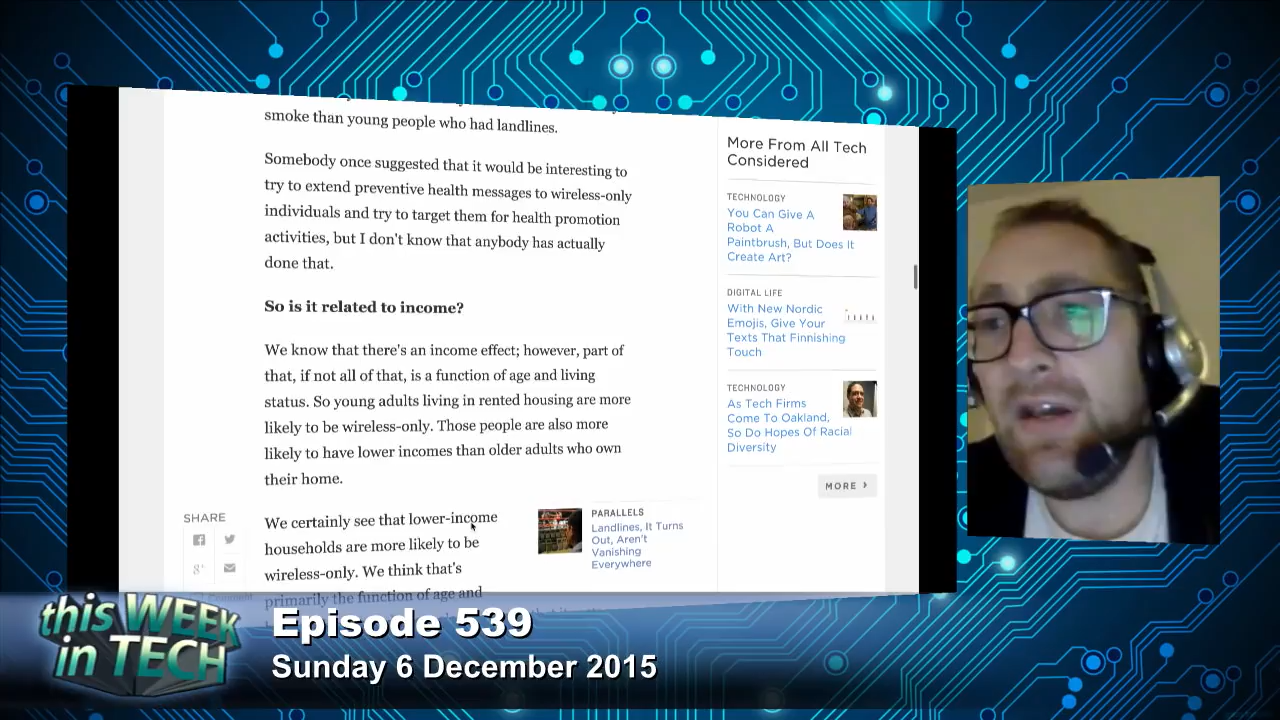 smoke than young people who had landlines.
Somebody once suggested that it would be interesting to
try to extend preventive health messages to wireless-only
individuals and try to target them for health promotion
activities, but I don't know that anybody has actually
done that.
So is it related to income?
We know that there's an income effect; however, part of
that, if not all of that, is a function of age and living
status. So young adults living in rented housing are more
likely to be wireless-only. Those people are also more
likely to have lower incomes than older adults who own
their home.
We certainly see that lower-income
households are more likely to be
wireless-only. We think that's
primarily the function of age and
SHARE
PARALLELS
Landlines, It Turns
Out, Aren't
Vanishing
Everywhere
More From All Tech
Considered
TECHNOLOGY
You Can Give A
Robot A
Paintbrush, But Does It
Create Art?
DIGITAL LIFE
With New Nordic
Emojis, Give Your
Texts That Finnishing
Touch
TECHNOLOGY
As Tech Firms
Come To Oakland,
So Do Hopes Of Racial
Diversity
MORE
this WEEK
in TECH
Episode 539
Sunday 6 December 2015